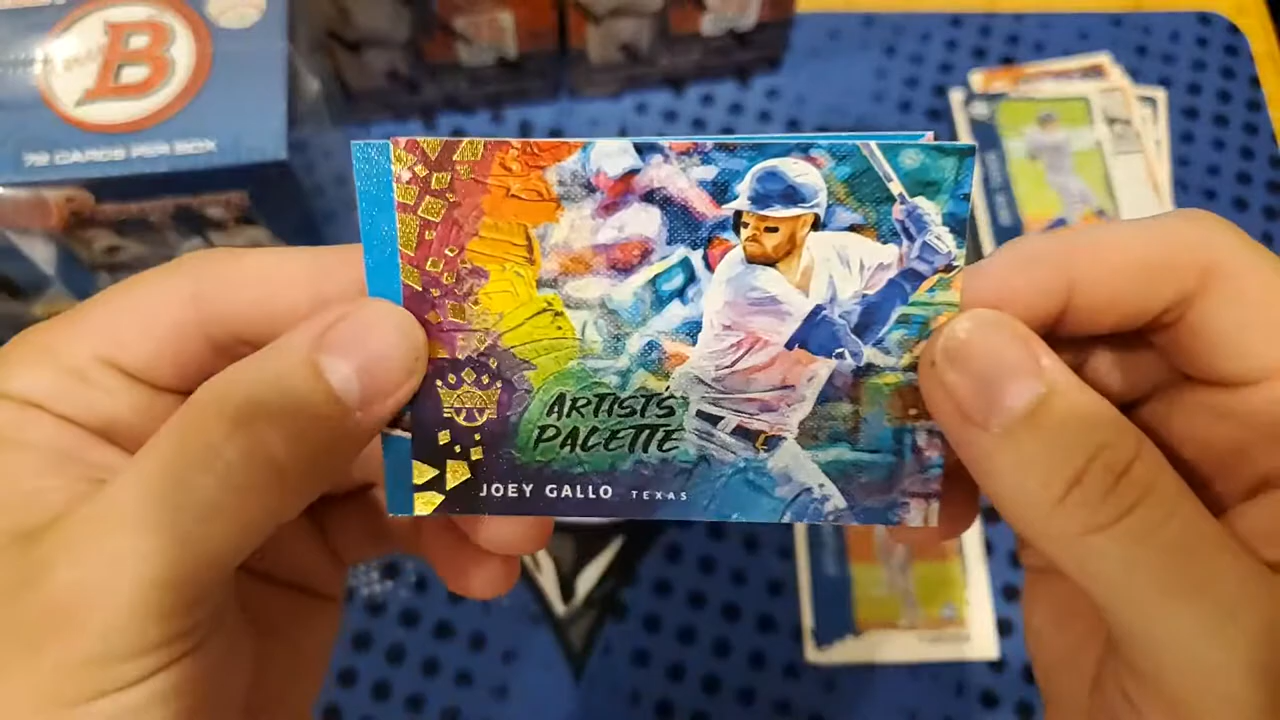 B
72 CARDS PER BOX
ARTIST'S
PALETTE
JOEY GALLO TEXAS